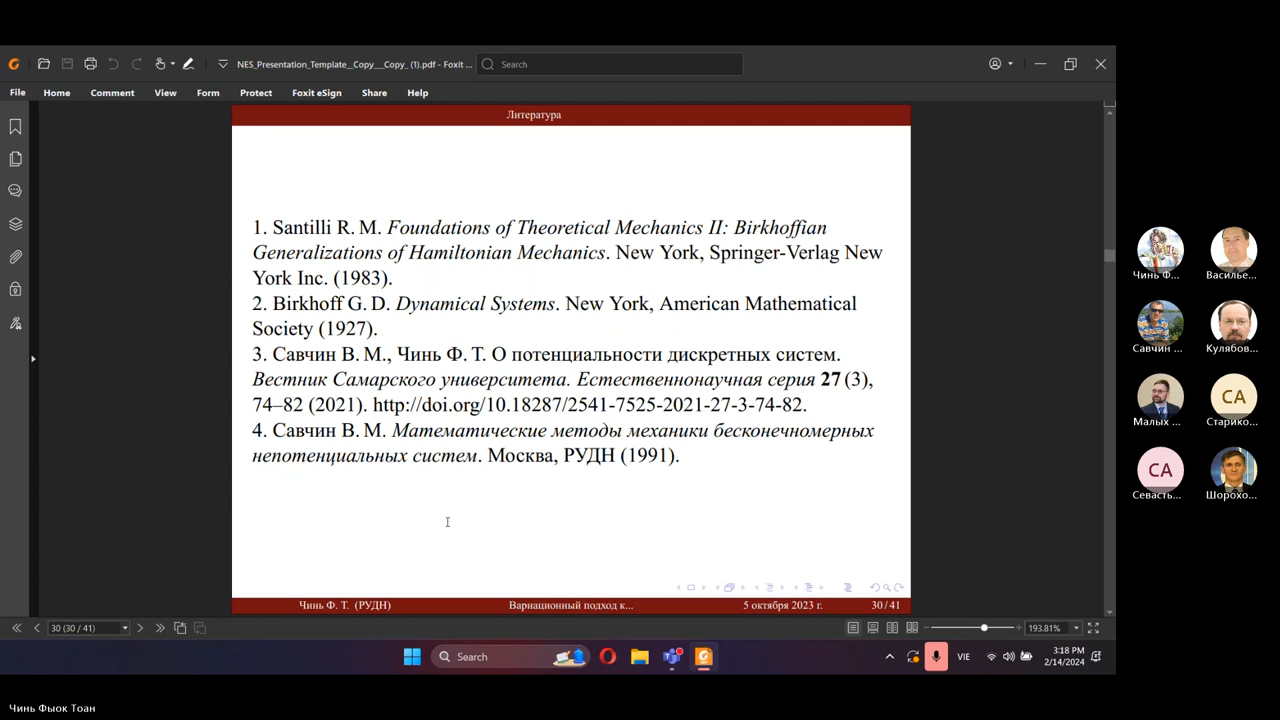 NES_Presentation_Template__Copy___Copy_ (1).pdf - Foxit ...
Search
File Home Comment View Form Protect Foxit eSign Share Help
Литература
1. Santilli R. M. Foundations of Theoretical Mechanics II: Birkhoffian
Generalizations of Hamiltonian Mechanics. New York, Springer-Verlag New
York Inc. (1983).
2. Birkhoff G. D. Dynamical Systems. New York, American Mathematical
Society (1927).
3. Савчин В. М., Чинь Ф. Т. О потенциальности дискретных систем.
Вестник Самарского университета. Естественнонаучная серия 27 (3),
74–82 (2021). http://doi.org/10.18287/2541-7525-2021-27-3-74-82.
4. Савчин В. М. Математические методы механики бесконечномерных
непотенциальных систем. Москва, РУДН (1991).
Чинь Ф. Т. (РУДН) Вариационный подход к... 5 октября 2023 г. 30 / 41
30 (30 / 41)
193.81%
Search
VIE
3:18 PM
2/14/2024
Чинь Ф... Василье...
Савчин ... Кулябов...
СА
Малых ... Старико...
СА
Севасть... Шорохо...
Чинь Фыок Тоан